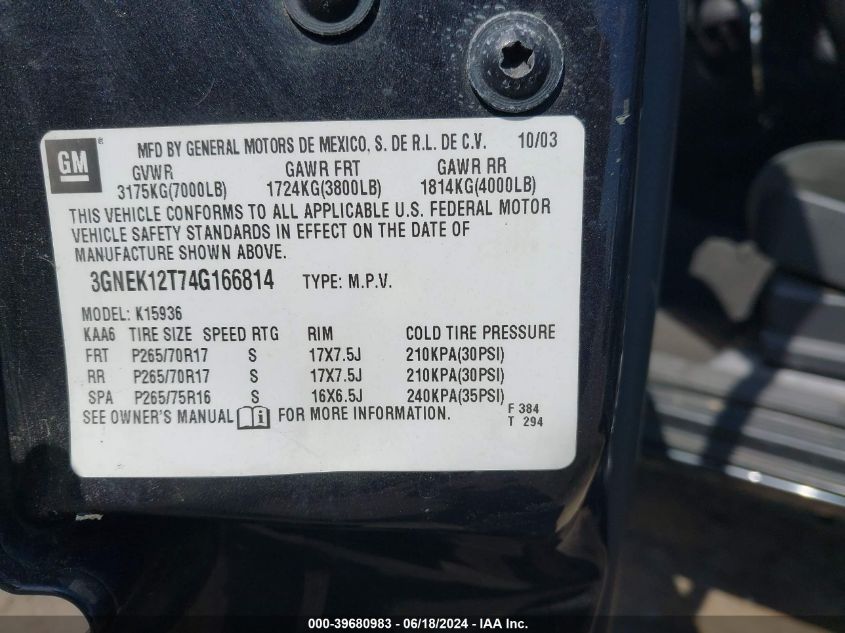 GM ®
MFD BY GENERAL MOTORS DE MEXICO, S. DE R.L. DE C.V. 10/03
GVWR GAWR FRT GAWR RR
3175KG(7000LB) 1724KG(3800LB) 1814KG(4000LB)
THIS VEHICLE CONFORMS TO ALL APPLICABLE U.S. FEDERAL MOTOR
VEHICLE SAFETY STANDARDS IN EFFECT ON THE DATE OF
MANUFACTURE SHOWN ABOVE.
3GNEK12T74G166814 TYPE: M.P.V.
MODEL: K15936
KAA6 TIRE SIZE SPEED RTG RIM COLD TIRE PRESSURE
FRT P265/70R17 S 17X7.5J 210KPA(30PSI)
RR P265/70R17 S 17X7.5J 210KPA(30PSI)
SPA P265/75R16 S 16X6.5J 240KPA(35PSI)
SEE OWNER'S MANUAL i FOR MORE INFORMATION. F 384
T 294
000-39680983 - 06/18/2024 - IAA Inc.